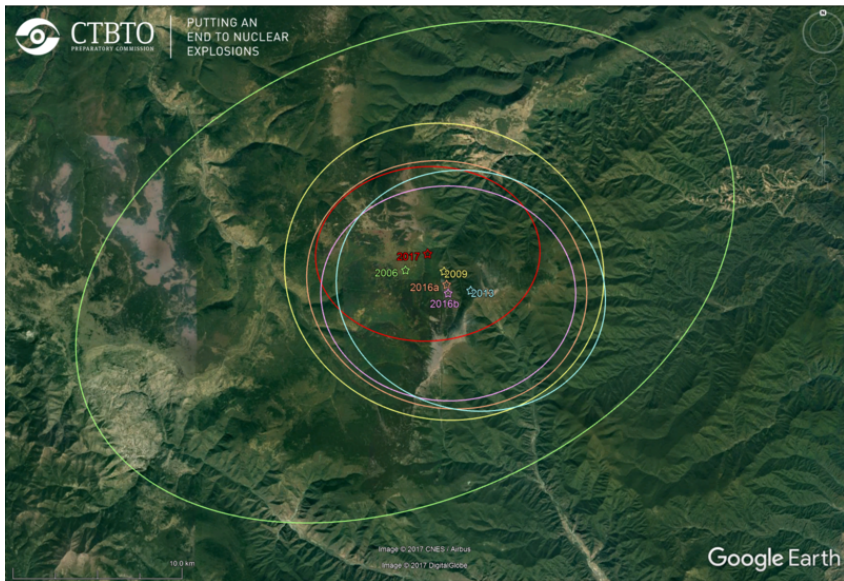 CTBTO
PREPARATORY COMMISSION
PUTTING AN
END TO NUCLEAR
EXPLOSIONS
N
2017
2006
2009
2016a
2013
2016b
Image © 2017 CNES / Airbus
10.0 km
Image © 2017 DigitalGlobe
Google Earth